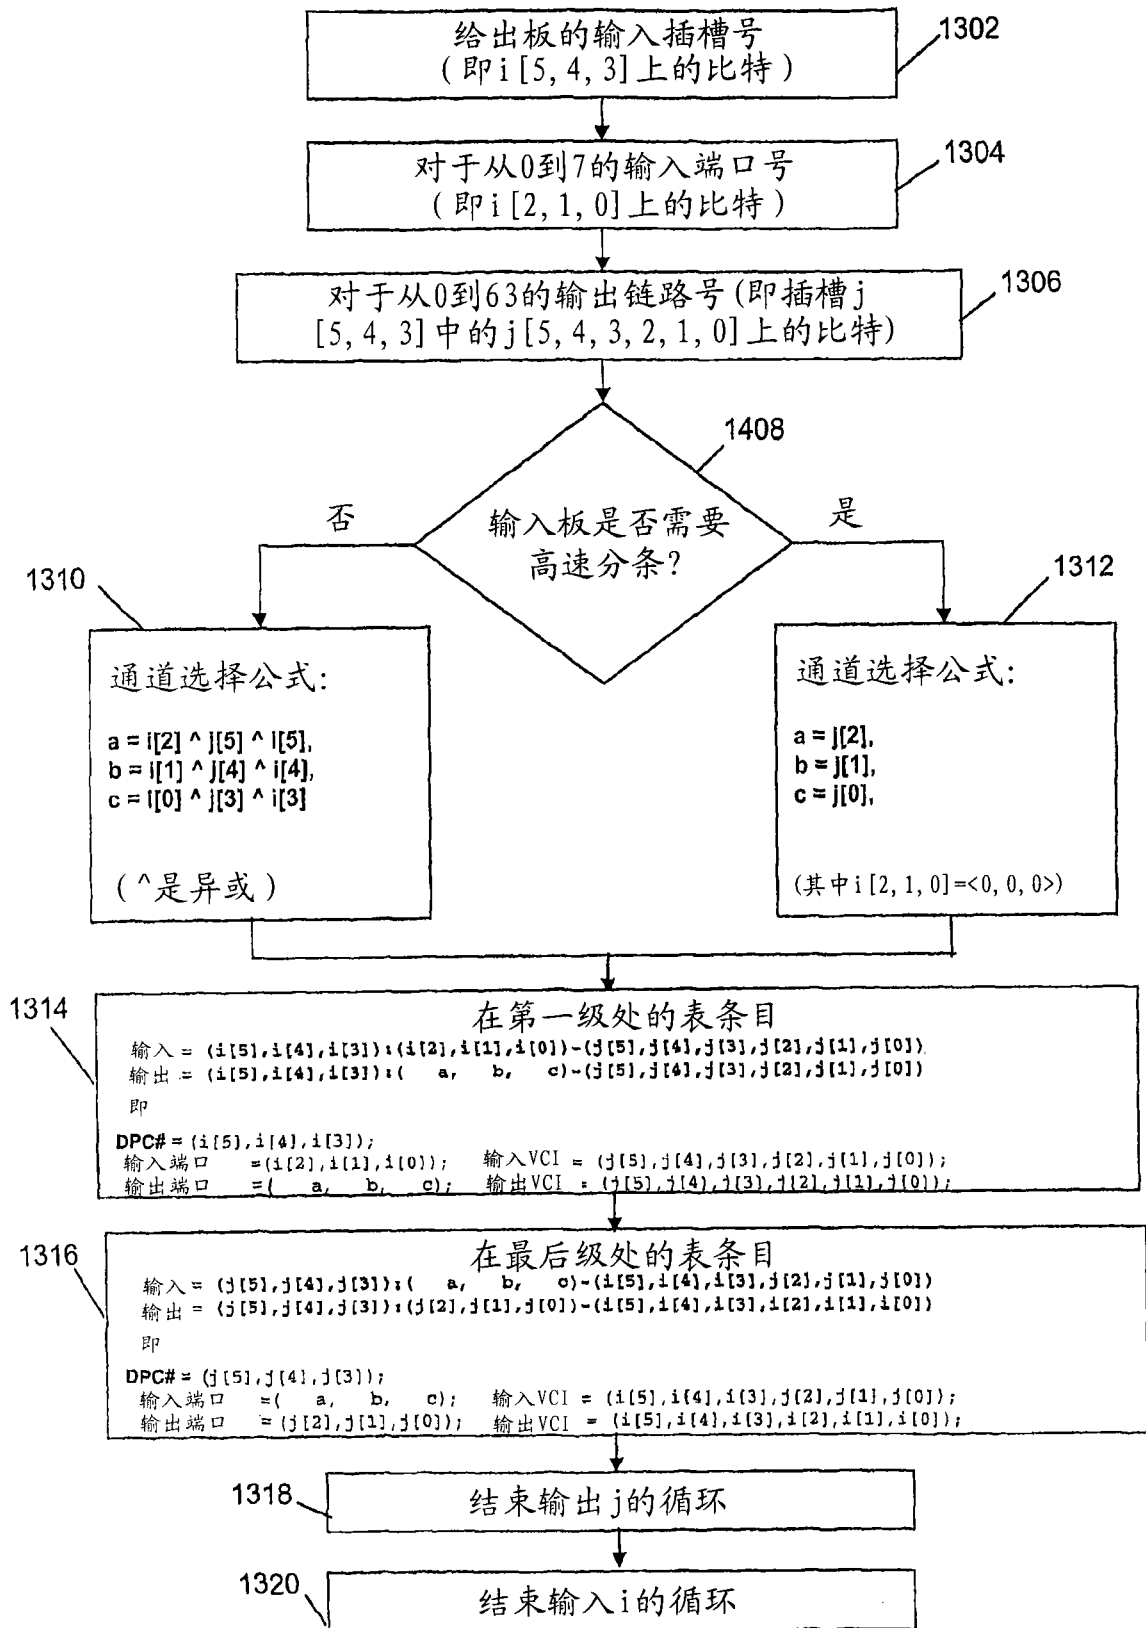 给出板的输入插槽号
(即i[5,4,3]上的比特)
1302
对于从0到7的输入端口号
(即i[2,1,0]上的比特)
1304
对于从0到63的输出链路号(即插槽j
[5,4,3]中的j[5,4,3,2,1,0]上的比特)
1306
1408
输入板是否需要
高速分条?
否
是
1310
通道选择公式:
a = i[2] ^ j[5] ^ i[5],
b = i[1] ^ j[4] ^ i[4],
c = i[0] ^ j[3] ^ i[3]
(^是异或)
1312
通道选择公式:
a = j[2],
b = j[1],
c = j[0],
(其中i[2,1,0]=<0,0,0>)
1314
在第一级处的表条目
输入 = (i[5],i[4],i[3]):(i[2],i[1],i[0])-(j[5],j[4],j[3],j[2],j[1],j[0])
输出 = (i[5],i[4],i[3]):( a, b, c)-(j[5],j[4],j[3],j[2],j[1],j[0])
即
DPC# = (i[5],i[4],i[3]);
输入端口 =(i[2],i[1],i[0]); 输入VCI = (j[5],j[4],j[3],j[2],j[1],j[0]);
输出端口 =( a, b, c); 输出VCI = (j[5],j[4],j[3],j[2],j[1],j[0]);
1316
在最后级处的表条目
输入 = (j[5],j[4],j[3]):( a, b, c)-(i[5],i[4],i[3],j[2],j[1],j[0])
输出 = (j[5],j[4],j[3]):(j[2],j[1],j[0])-(i[5],i[4],i[3],i[2],i[1],i[0])
即
DPC# = (j[5],j[4],j[3]);
输入端口 =( a, b, c); 输入VCI = (i[5],i[4],i[3],j[2],j[1],j[0]);
输出端口 =(j[2],j[1],j[0]); 输出VCI = (i[5],i[4],i[3],i[2],i[1],i[0]);
1318
结束输出j的循环
1320
结束输入i的循环